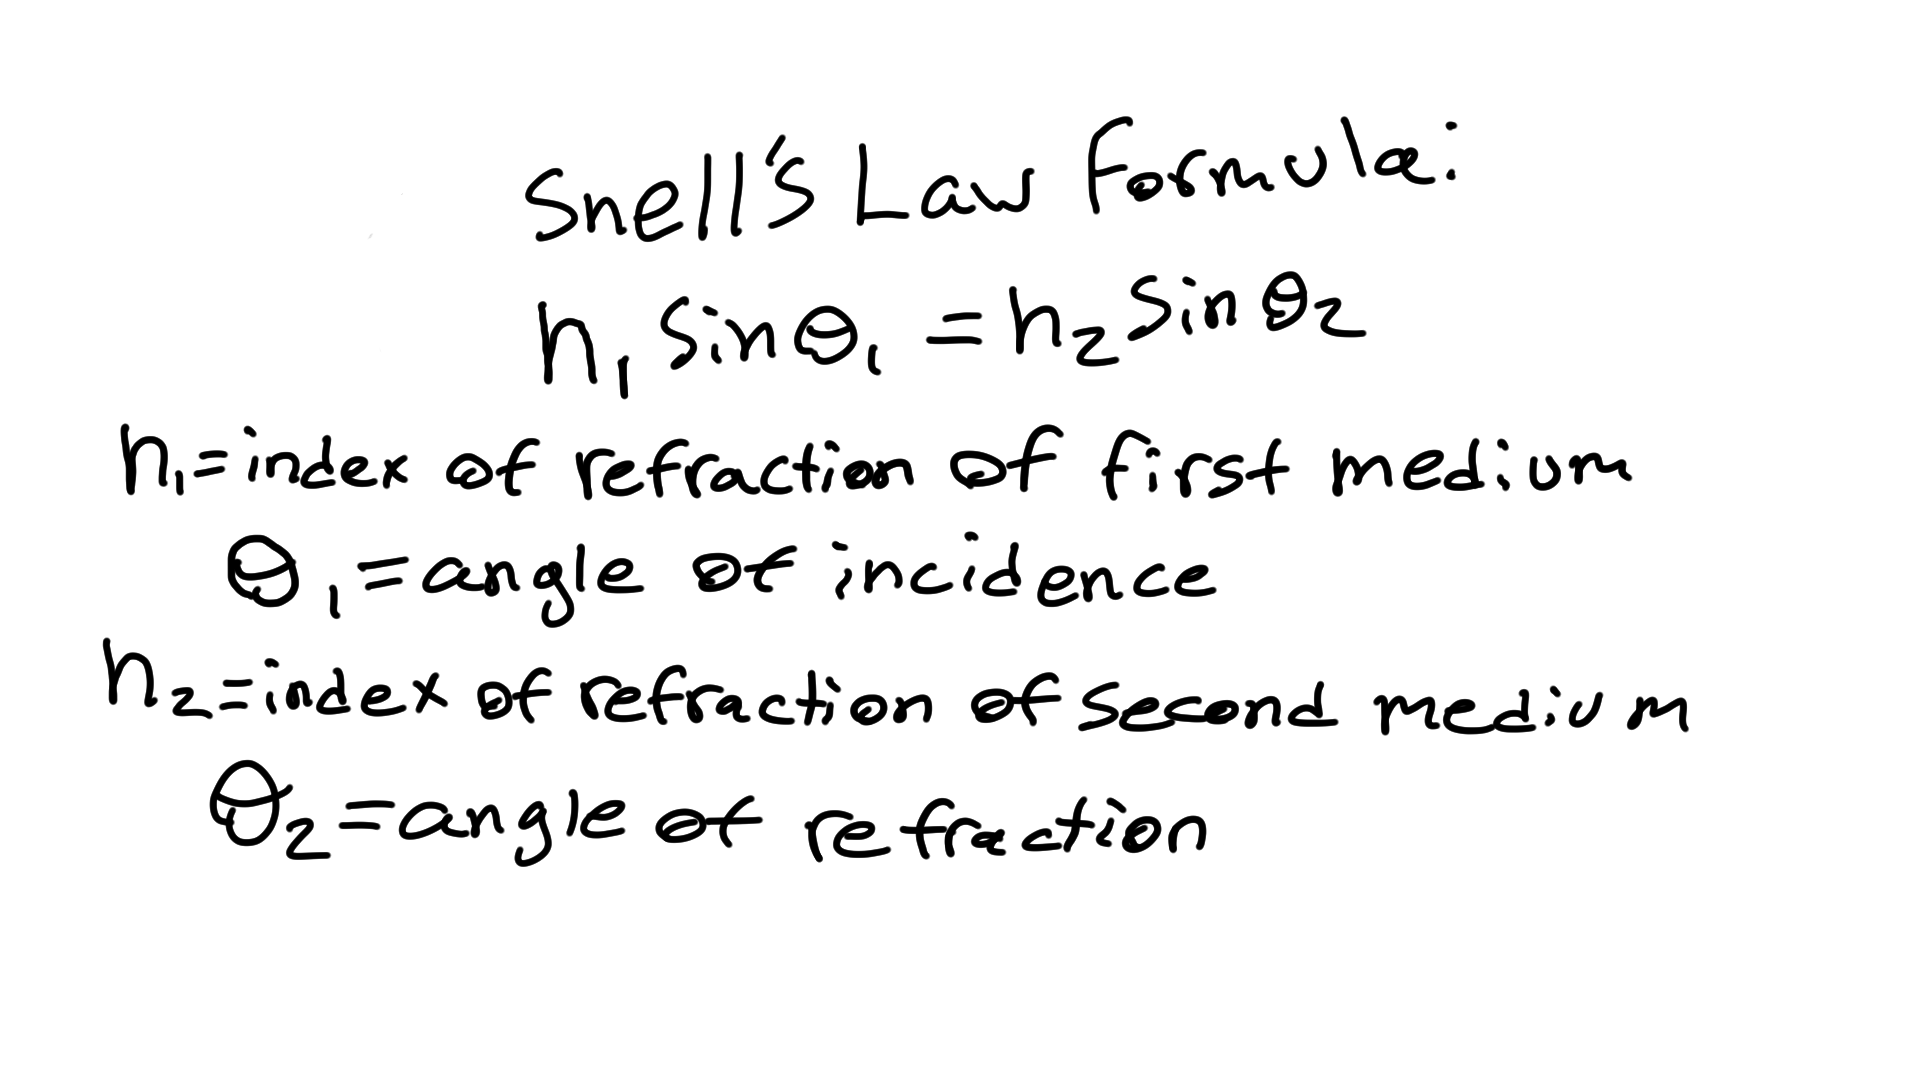 Snell's Law formula:
n₁ sinθ₁ = n₂ sinθ₂
n₁=index of refraction of first medium
θ₁=angle of incidence
n₂=index of refraction of second medium
θ₂=angle of refraction